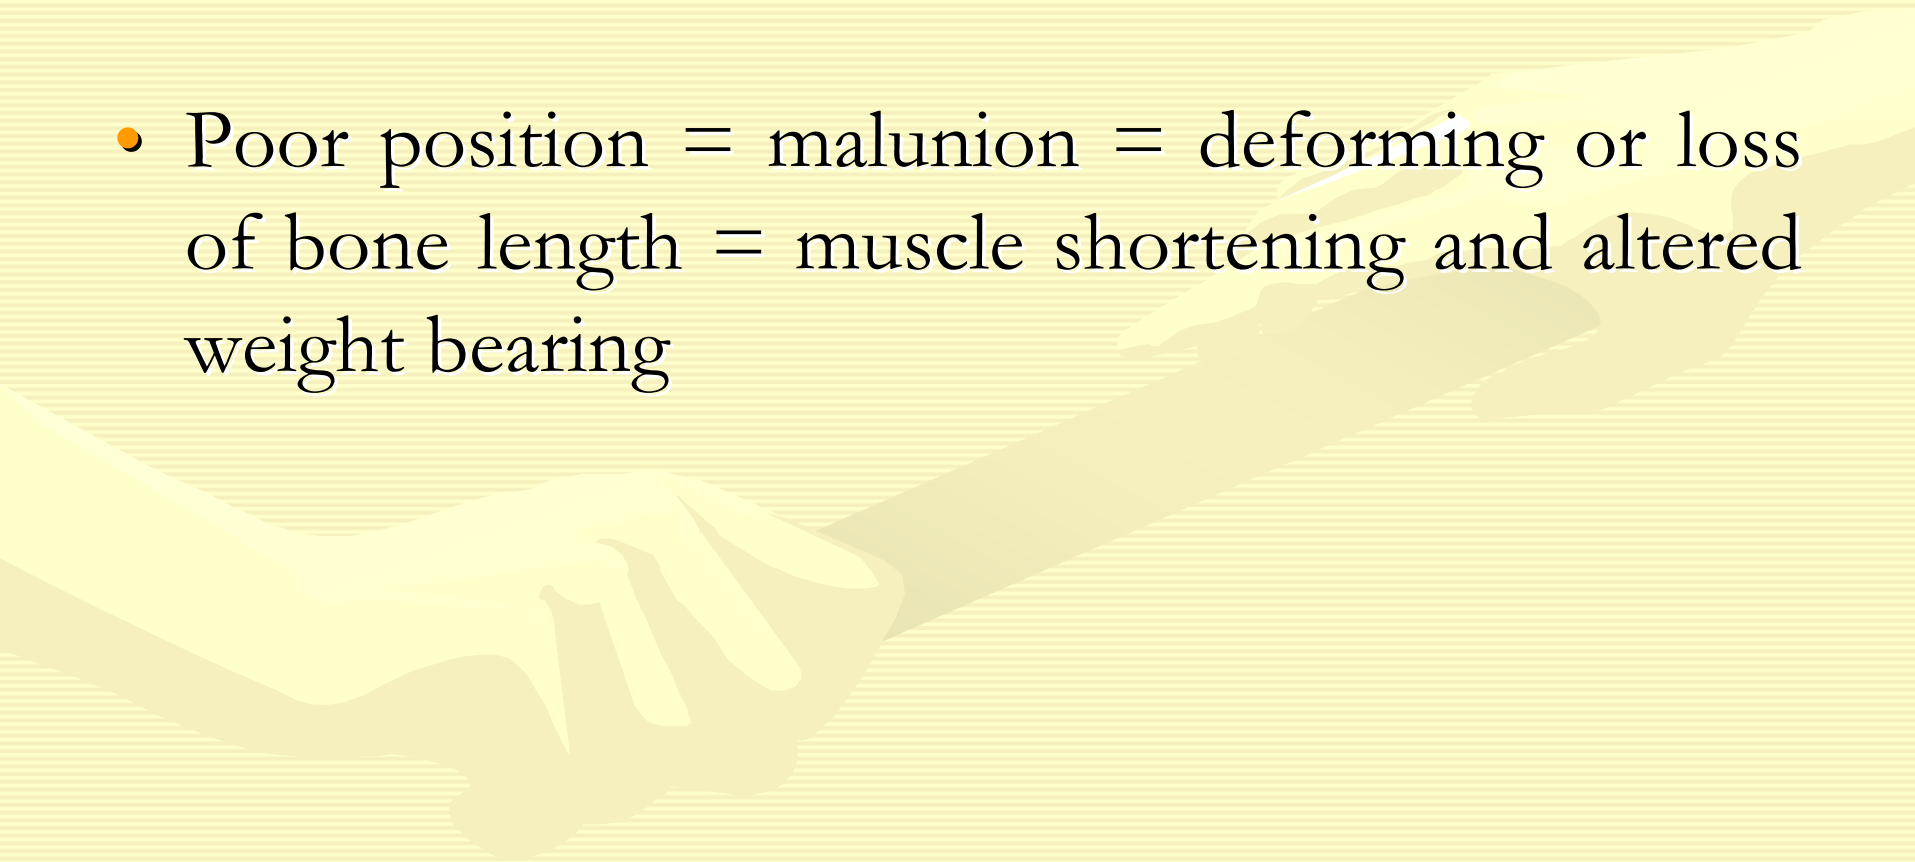 • Poor position = malunion = deforming or loss
of bone length = muscle shortening and altered
weight bearing